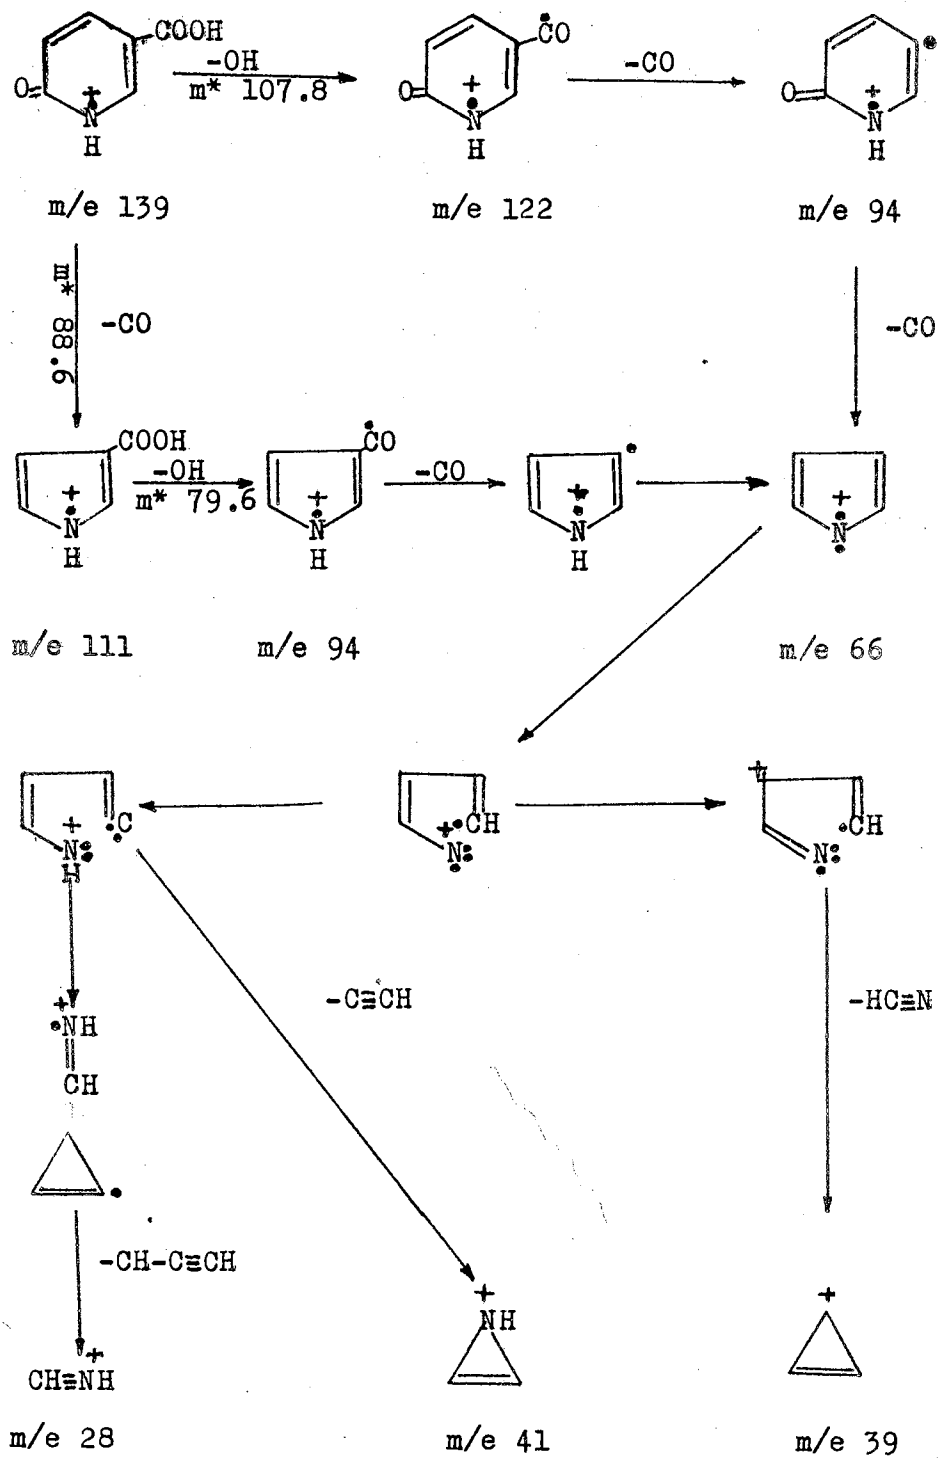 COOH
O=
+
N
H
-OH
m* 107.8
CO
O=
+
N
H
-CO
O=
+
N
H
m/e 139
m/e 122
m/e 94
m* 88.6
-CO
-CO
COOH
+
N
H
-OH
m* 79.6
CO
+
N
H
-CO
+
N
H
+
N
m/e 111
m/e 94
m/e 66
C
+
N
H
CH
+
N
+
CH
N
+
NH
CH
-C≡CH
-HC≡N
-CH-C≡CH
+
CH≡NH
+
NH
+
m/e 28
m/e 41
m/e 39